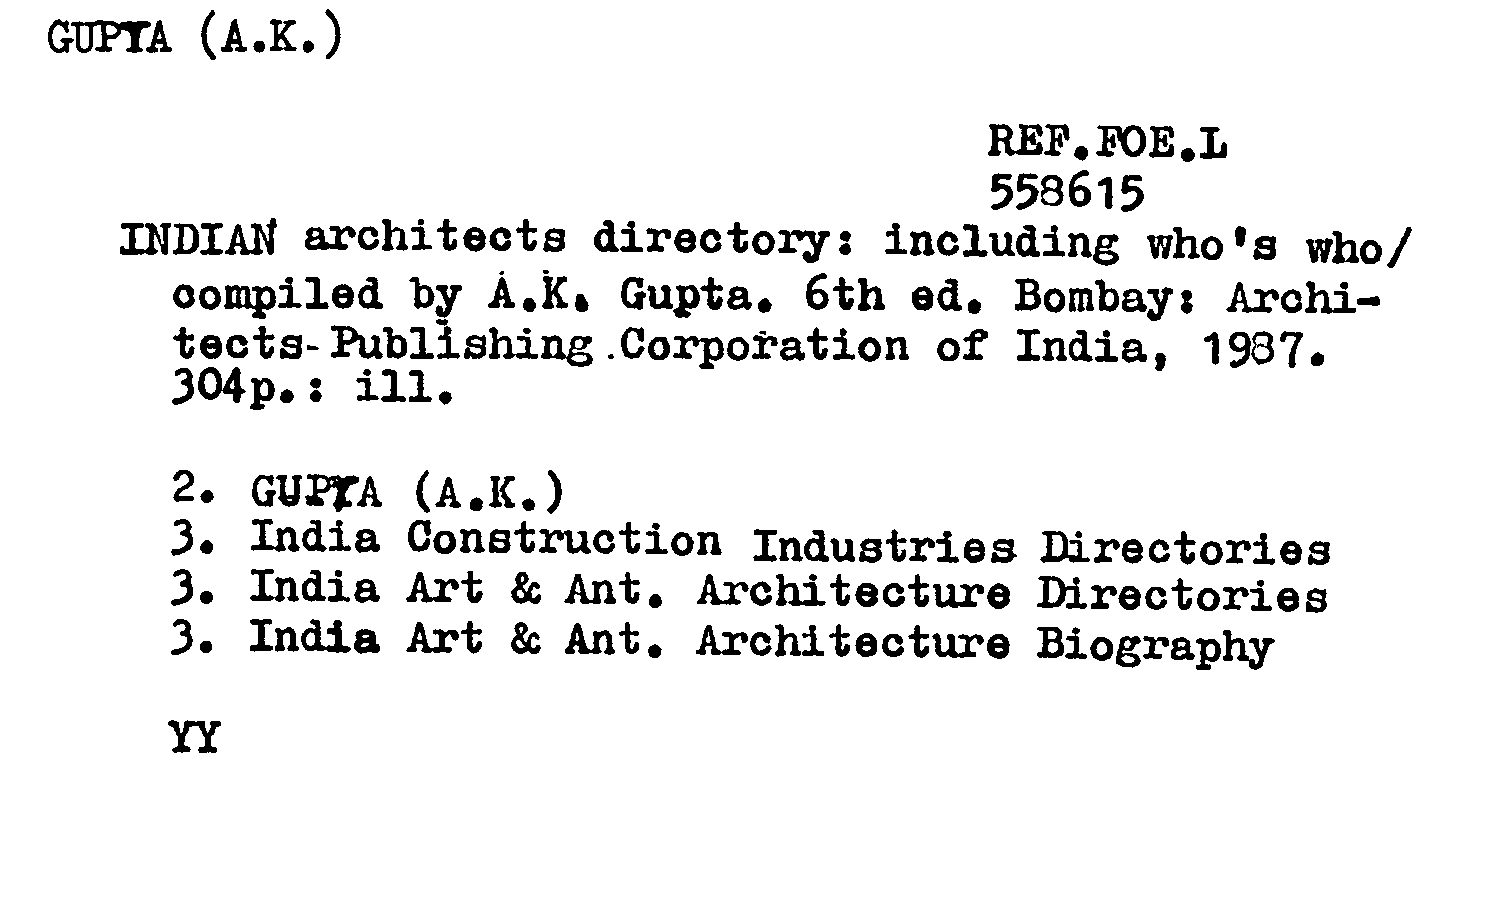 GUPTA (A.K.)
REF.FOE.L
558615
INDIAN architects directory: including who's who/
compiled by A.K. Gupta. 6th ed. Bombay: Archi-
tects-Publishing.Corporation of India, 1987.
304p.: ill.
2. GUPTA (A.K.)
3. India Construction Industries Directories
3. India Art & Ant. Architecture Directories
3. India Art & Ant. Architecture Biography
YY